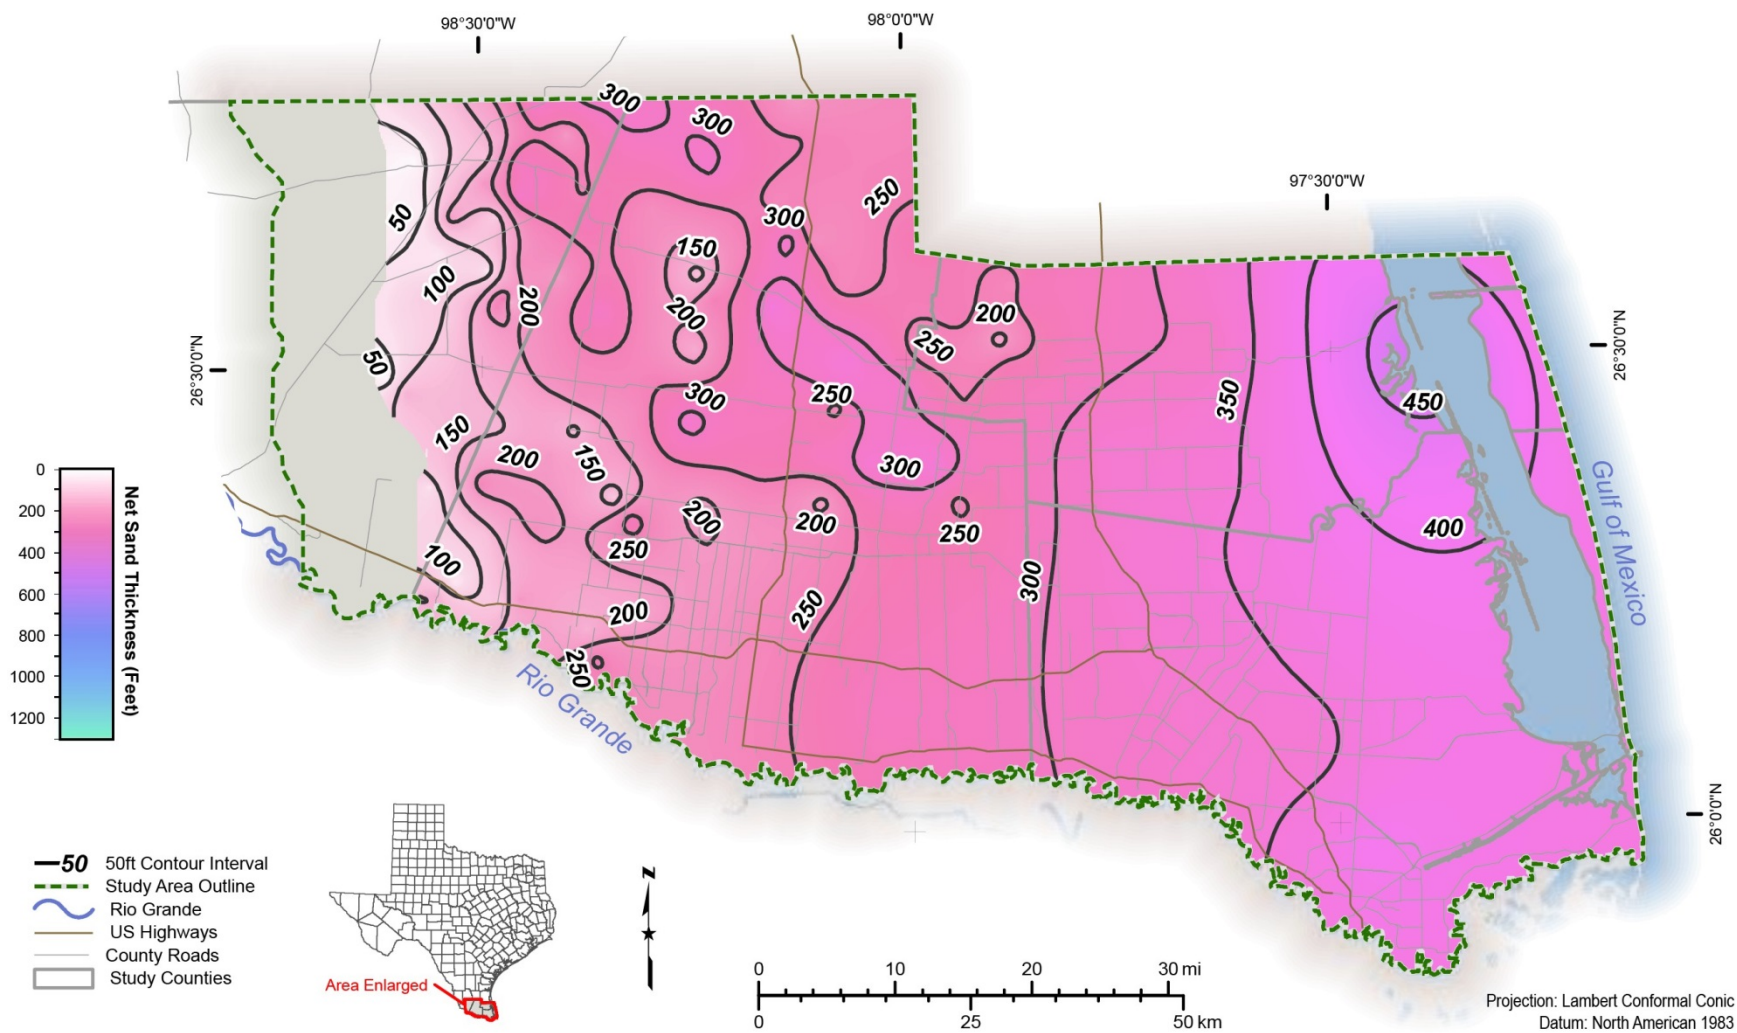 98°30'0"W
98°0'0"W
97°30'0"W
300
300
250
300
50
150
100
200
200
200
250
26°30'0"N
26°30'0"N
50
300
250
350
450
150
200
150
300
0
200
400
600
800
1000
1200
Net Sand Thickness (Feet)
200
200
250
250
400
Gulf of Mexico
100
300
200
250
250
Rio Grande
26°0'0"N
50 50ft Contour Interval
Study Area Outline
Rio Grande
US Highways
County Roads
Study Counties
Area Enlarged
N
0 10 20 30 mi
0 25 50 km
Projection: Lambert Conformal Conic
Datum: North American 1983